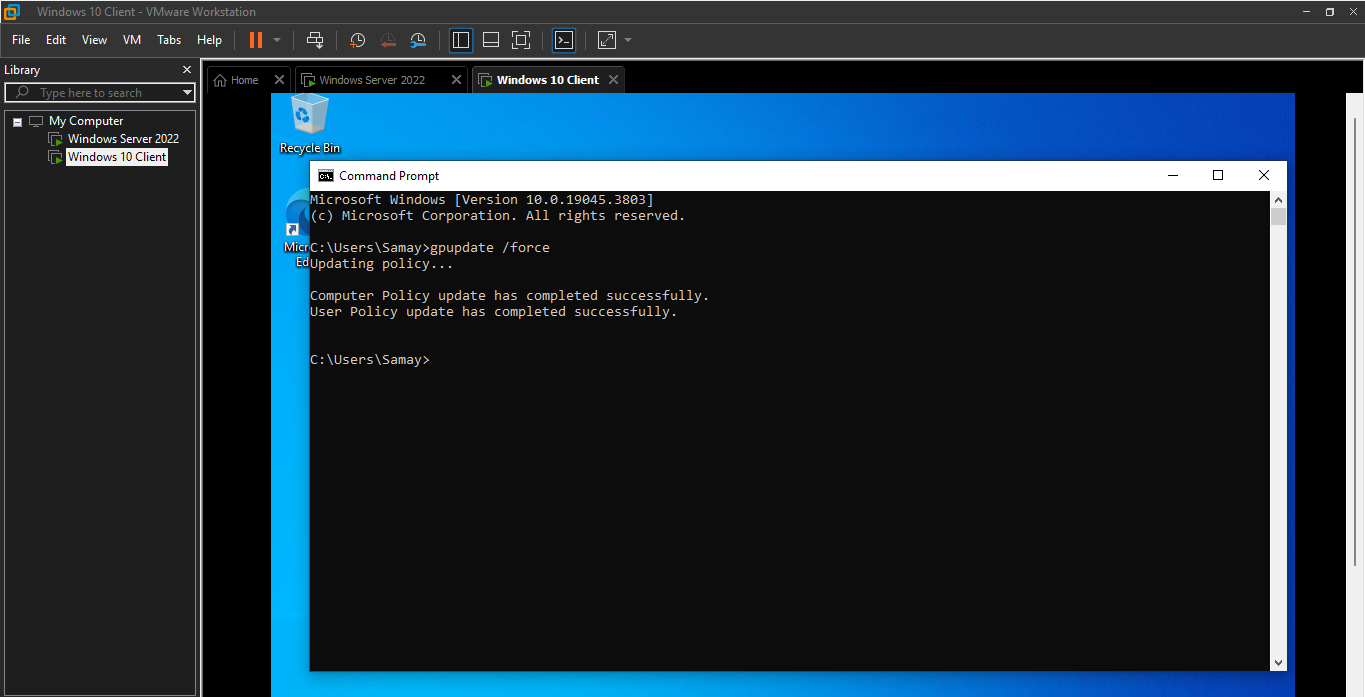 Windows 10 Client - VMware Workstation
File Edit View VM Tabs Help
Library
Type here to search
My Computer
Windows Server 2022
Windows 10 Client
Home
Windows Server 2022
Windows 10 Client
Recycle Bin
Micr
Ed
Command Prompt
Microsoft Windows [Version 10.0.19045.3803]
(c) Microsoft Corporation. All rights reserved.
C:\Users\Samay>gpupdate /force
Updating policy...
Computer Policy update has completed successfully.
User Policy update has completed successfully.
C:\Users\Samay>